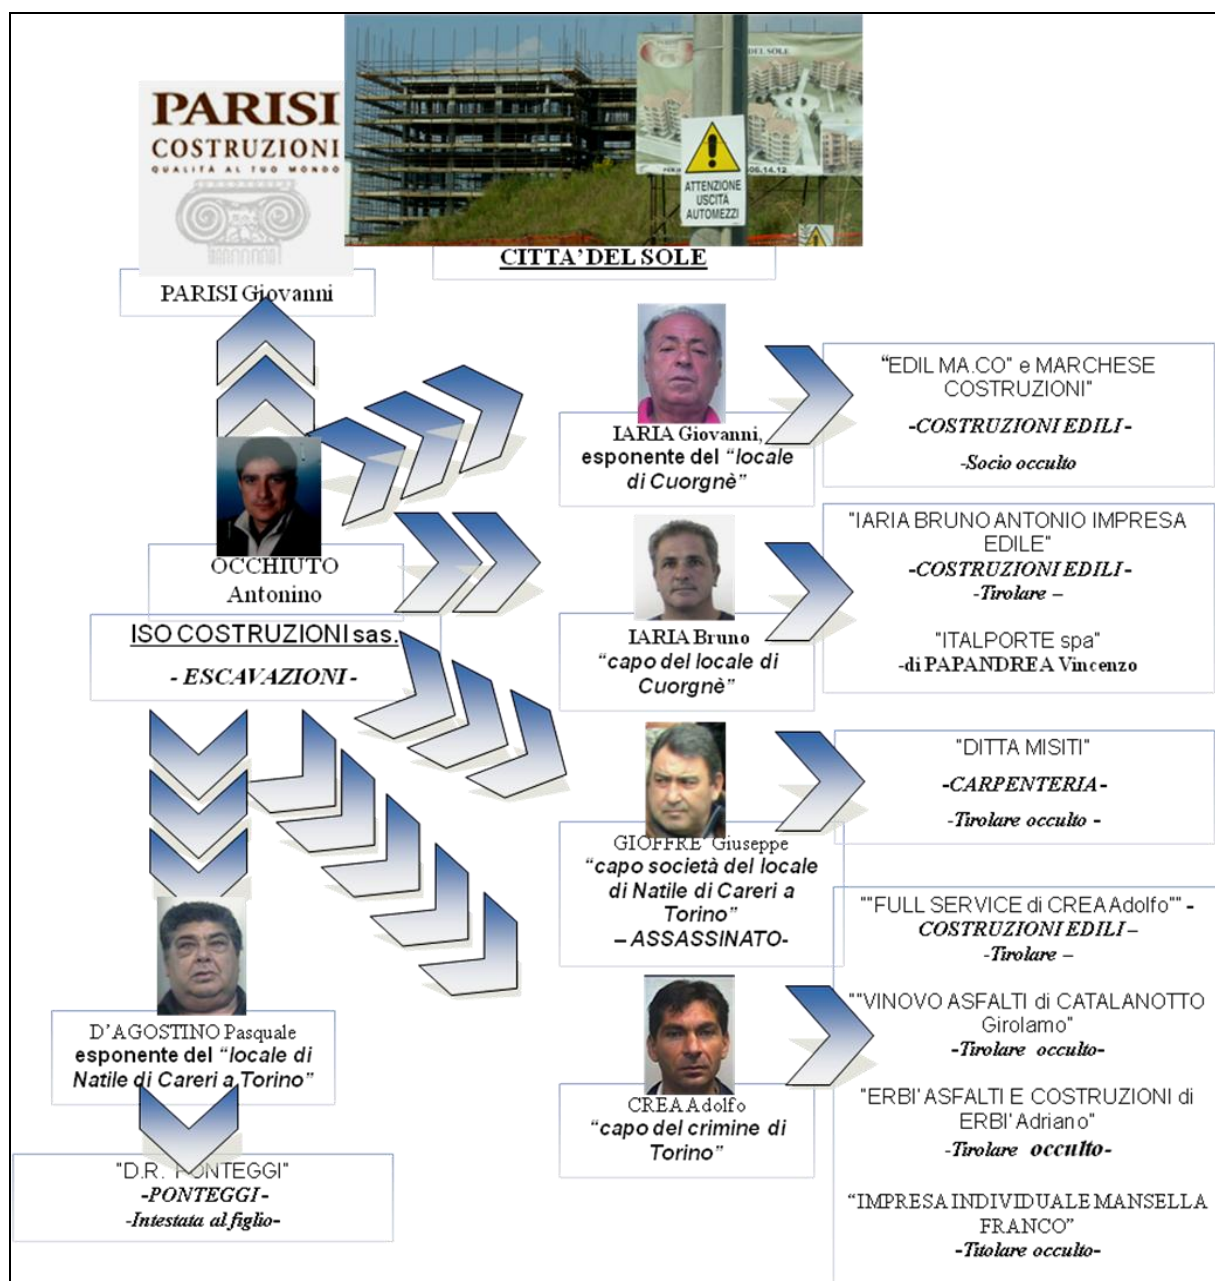 PARISI
COSTRUZIONI
QUALITÀ AL TUO MONDO
DEL SOLE
06.14.12
ATTENZIONE
USCITA
AUTOMEZZI
CITTA' DEL SOLE
PARISI Giovanni
OCCHIUTO
Antonino
ISO COSTRUZIONI sas.
- ESCAVAZIONI -
IARIA Giovanni,
esponente del “locale
di Cuorgnè”
"EDIL MA.CO" e MARCHESE
COSTRUZIONI"
-COSTRUZIONI EDILI -
-Socio occulto
IARIA Bruno
“capo del locale di
Cuorgnè”
"IARIA BRUNO ANTONIO IMPRESA
EDILE"
-COSTRUZIONI EDILI -
-Tirolare –
"ITALPORTE spa"
-di PAPANDREA Vincenzo
GIOFFRE' Giuseppe
“capo società del locale
di Natile di Careri a
Torino”
– ASSASSINATO-
"DITTA MISITI"
-CARPENTERIA-
-Tirolare occulto -
D’AGOSTINO Pasquale
esponente del “locale di
Natile di Careri a Torino”
"D.R. PONTEGGI"
-PONTEGGI -
-Intestata al figlio-
CREA Adolfo
“capo del crimine di
Torino”
""FULL SERVICE di CREA Adolfo"" -
COSTRUZIONI EDILI –
-Tirolare –
""VINOVO ASFALTI di CATALANOTTO
Girolamo"
-Tirolare occulto-
"ERBI' ASFALTI E COSTRUZIONI di
ERBI' Adriano"
-Tirolare occulto-
“IMPRESA INDIVIDUALE MANSELLA
FRANCO”
-Titolare occulto-